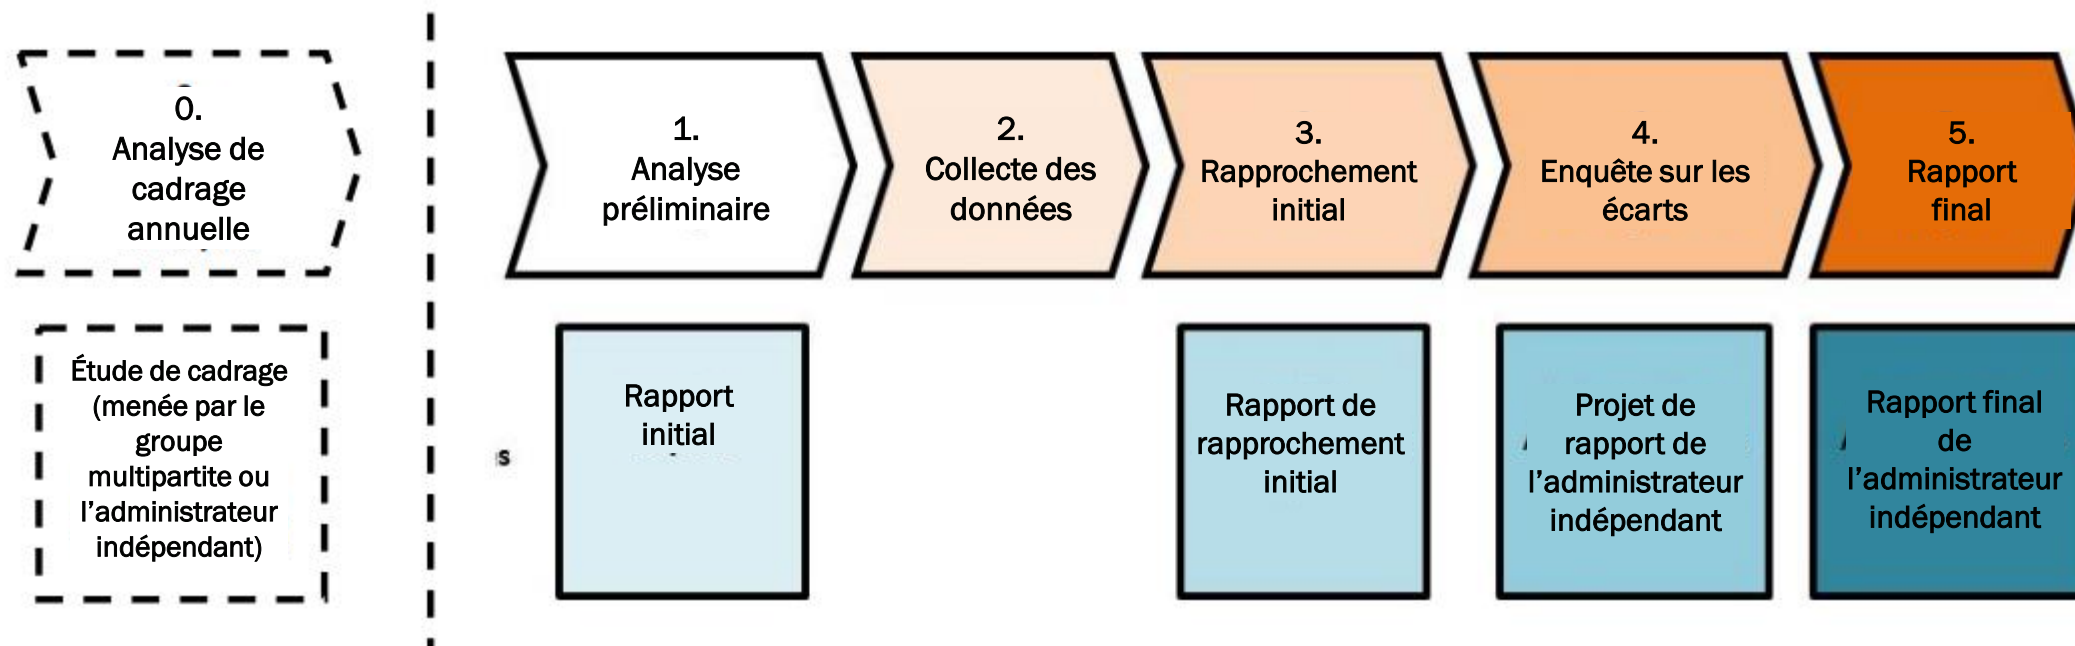 0.
Analyse de
cadrage
annuelle
1.
Analyse
préliminaire
2.
Collecte des
données
3.
Rapprochement
initial
4.
Enquête sur les
écarts
5.
Rapport
final
Étude de cadrage
(menée par le
groupe
multipartite ou
l’administrateur
indépendant)
s
Rapport
initial
Rapport de
rapprochement
initial
Projet de
rapport de
l’administrateur
indépendant
Rapport final
de
l’administrateur
indépendant